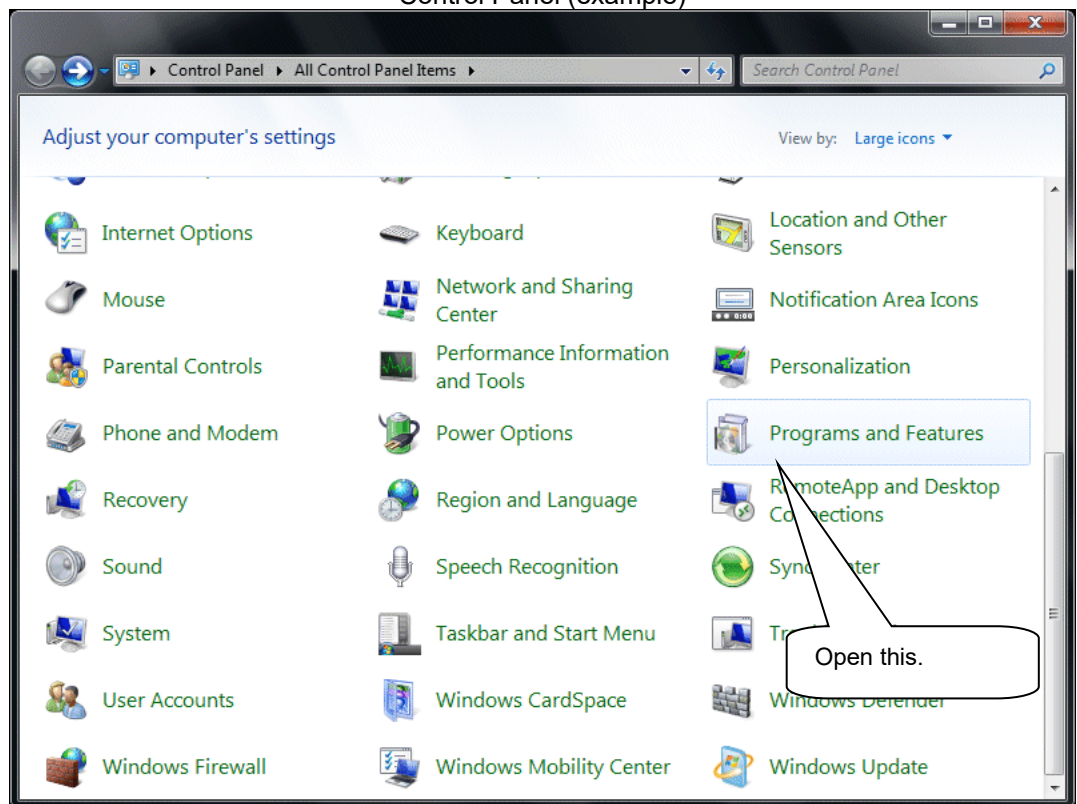 Control Panel (example)
Control Panel ▸ All Control Panel Items ▸
Search Control Panel
Adjust your computer's settings
View by: Large icons
Internet Options
Keyboard
Location and Other
Sensors
Mouse
Network and Sharing
Center
Notification Area Icons
Parental Controls
Performance Information
and Tools
Personalization
Phone and Modem
Power Options
Programs and Features
Recovery
Region and Language
RemoteApp and Desktop
Connections
Sound
Speech Recognition
Sync Center
System
Taskbar and Start Menu
Open this.
User Accounts
Windows CardSpace
Windows Defender
Windows Firewall
Windows Mobility Center
Windows Update